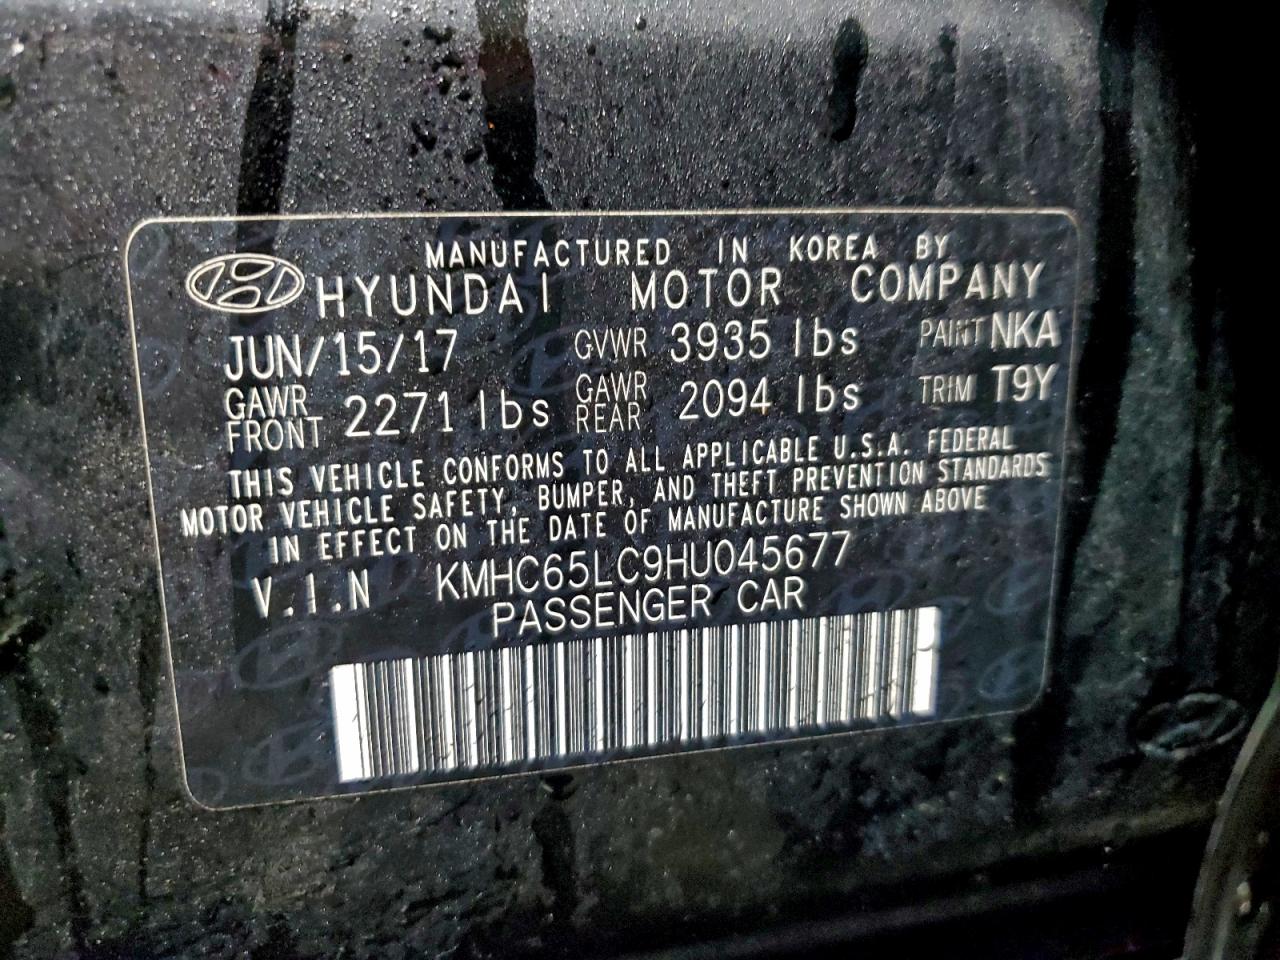 MANUFACTURED IN KOREA BY
HYUNDAI MOTOR COMPANY
JUN/15/17 GVWR 3935 lbs PAINT NKA
GAWR FRONT 2271 lbs GAWR REAR 2094 lbs TRIM T9Y
THIS VEHICLE CONFORMS TO ALL APPLICABLE U.S.A. FEDERAL
MOTOR VEHICLE SAFETY, BUMPER, AND THEFT PREVENTION STANDARDS
IN EFFECT ON THE DATE OF MANUFACTURE SHOWN ABOVE
V.I.N KMHC65LC9HU045677
PASSENGER CAR